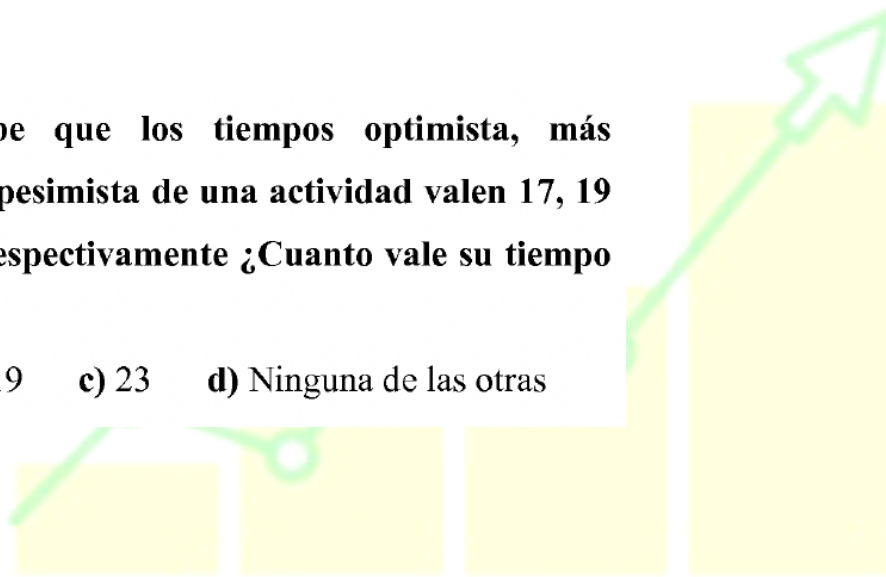 be que los tiempos optimista, más
pesimista de una actividad valen 17, 19
espectivamente ¿Cuanto vale su tiempo
9 c) 23 d) Ninguna de las otras